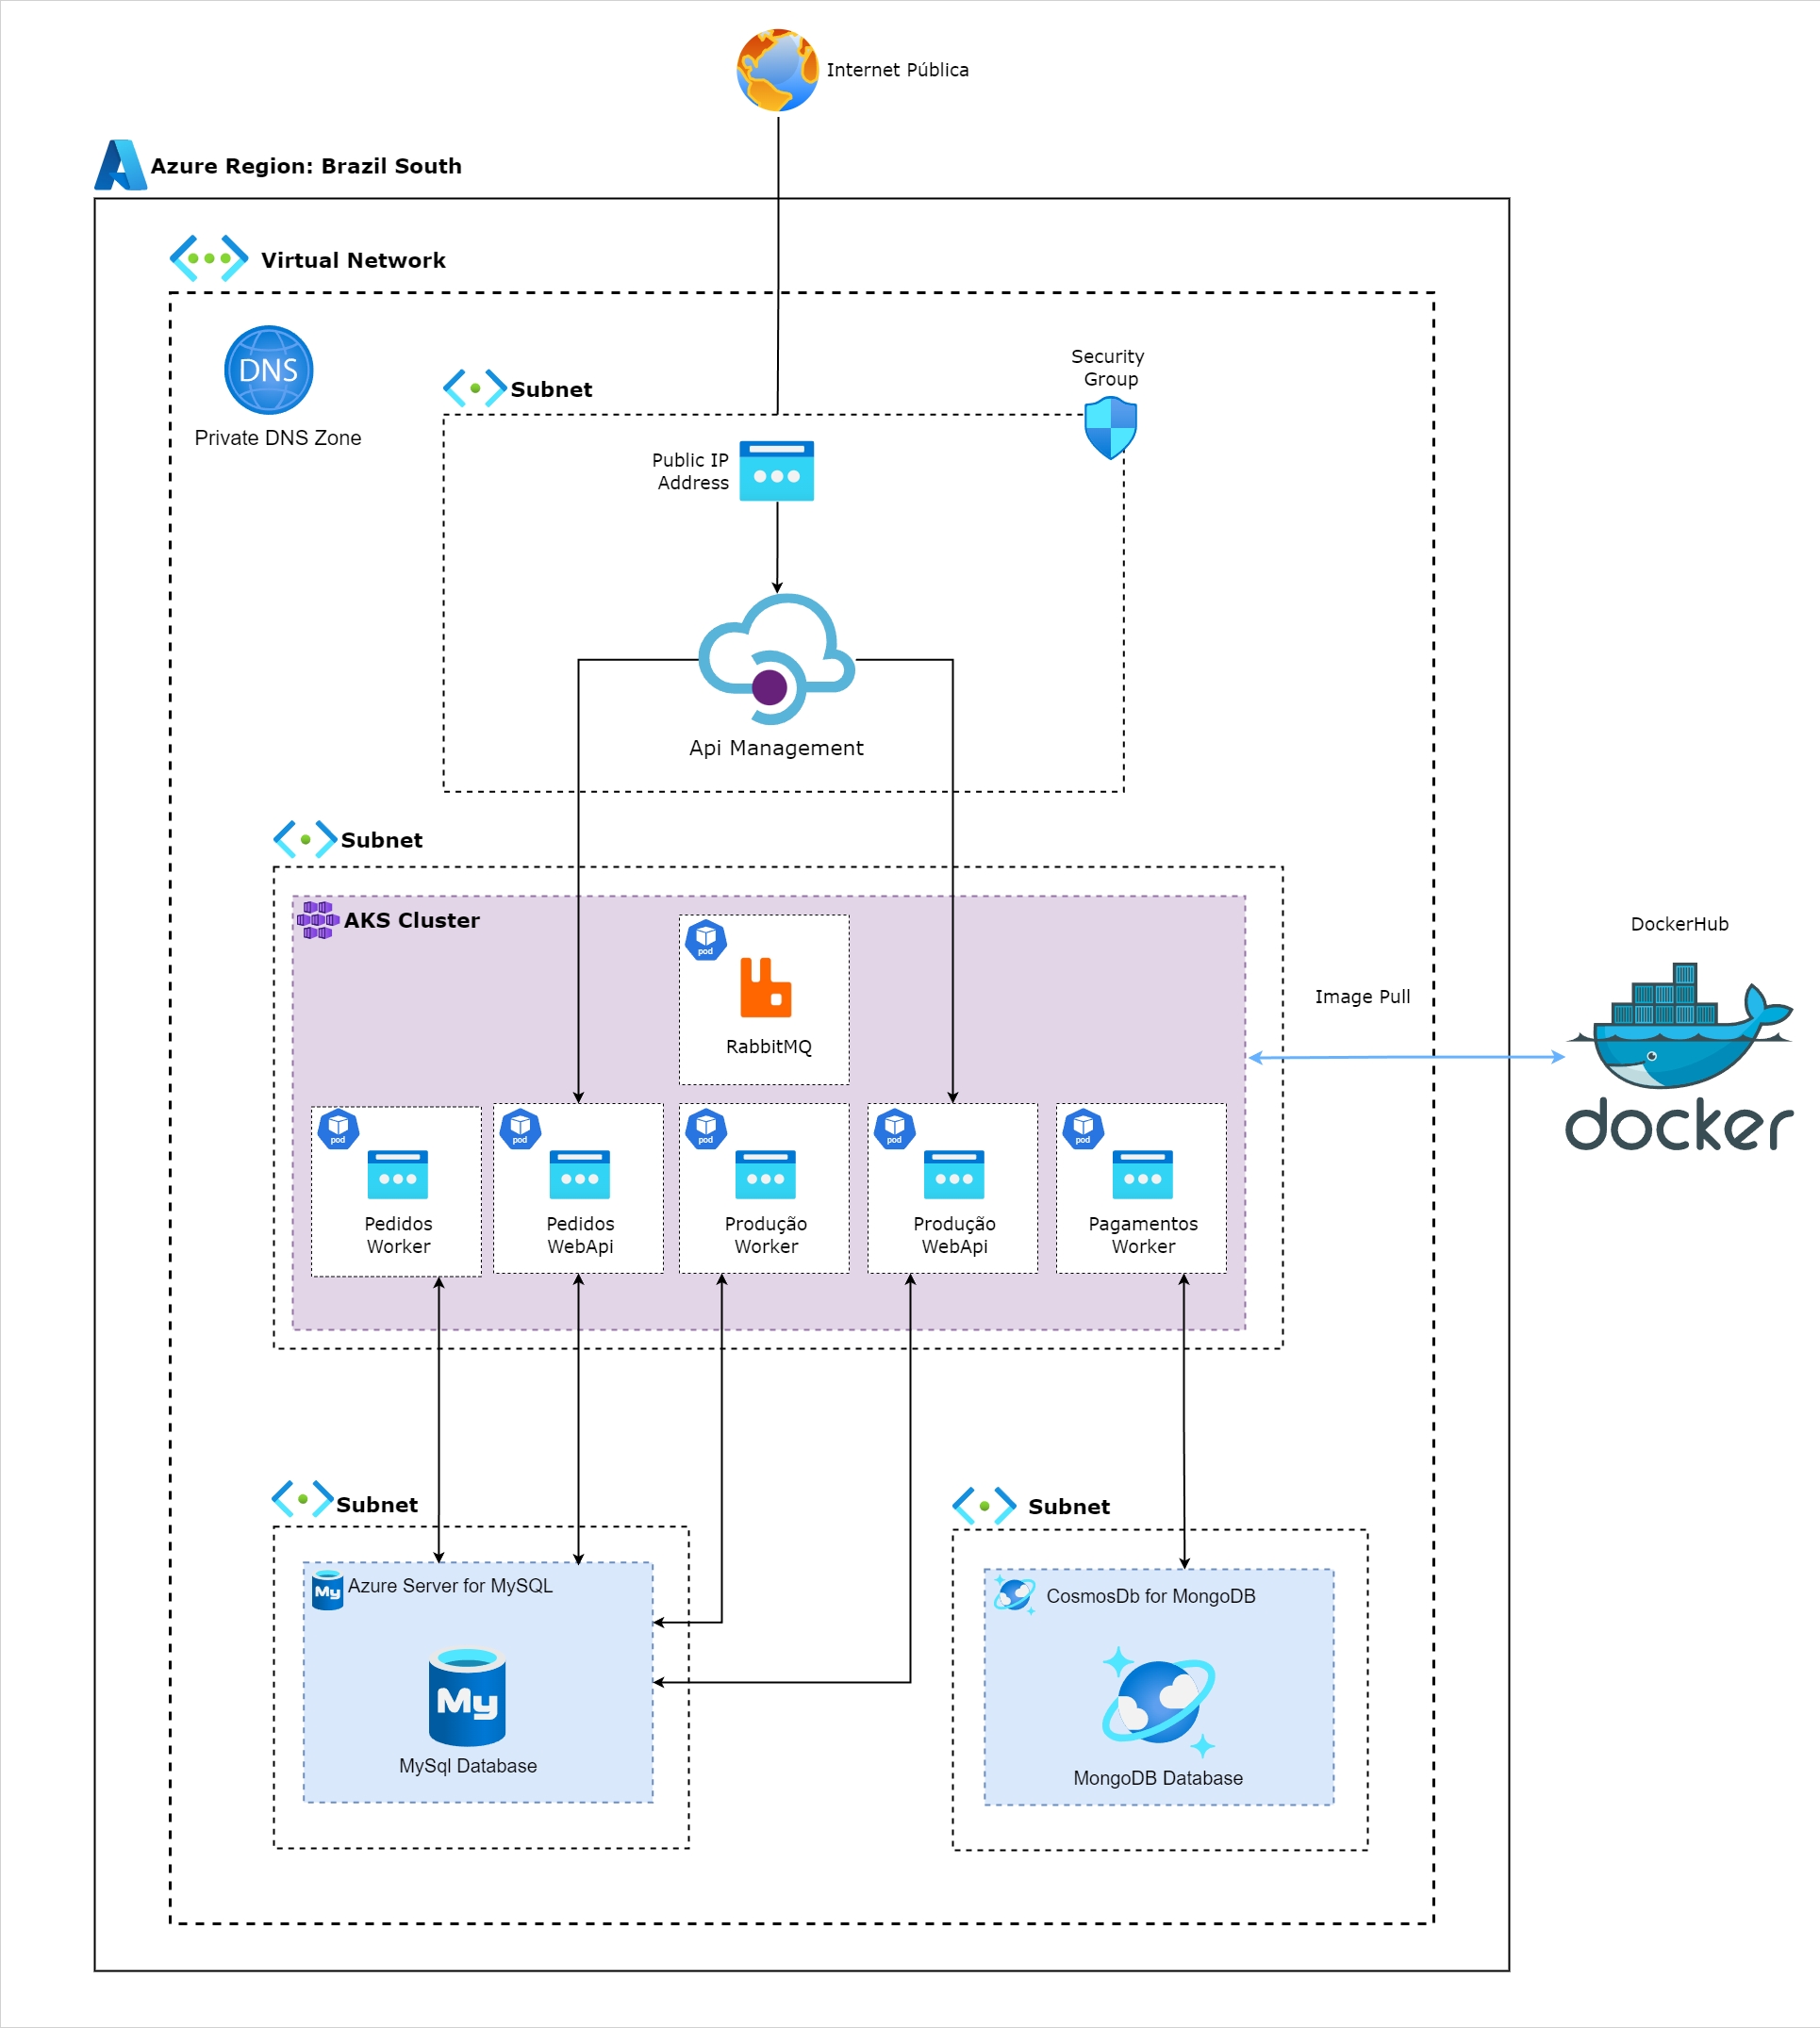 Internet Pública
Azure Region: Brazil South
Virtual Network
DNS
Private DNS Zone
Subnet
Security
Group
Public IP
Address
Api Management
Subnet
AKS Cluster
pod
RabbitMQ
DockerHub
Image Pull
docker
pod
Pedidos
Worker
pod
Pedidos
WebApi
pod
Produção
Worker
pod
Produção
WebApi
pod
Pagamentos
Worker
Subnet
My
Azure Server for MySQL
My
MySql Database
Subnet
CosmosDb for MongoDB
MongoDB Database